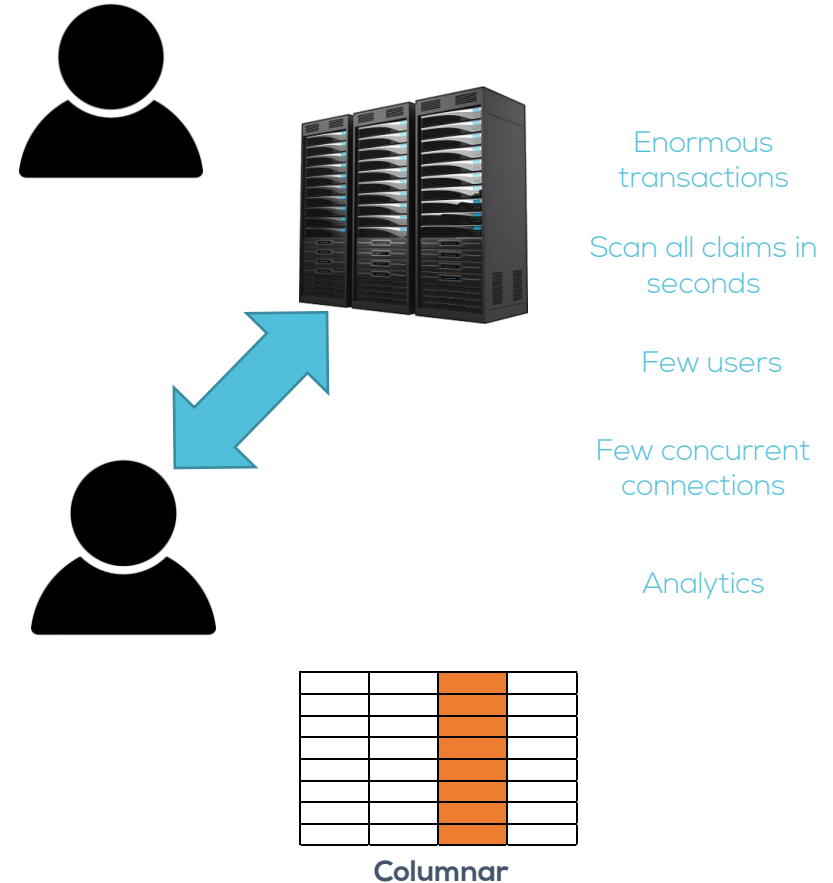 Enormous
transactions
Scan all claims in
seconds
Few users
Few concurrent
connections
Analytics
Columnar